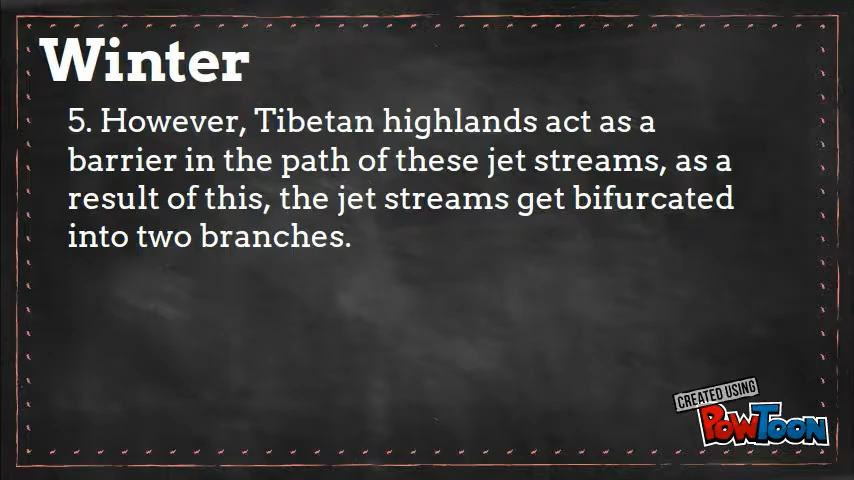 Winter
5. However, Tibetan highlands act as a
barrier in the path of these jet streams, as a
result of this, the jet streams get bifurcated
into two branches.
CREATED USING
POWTOON